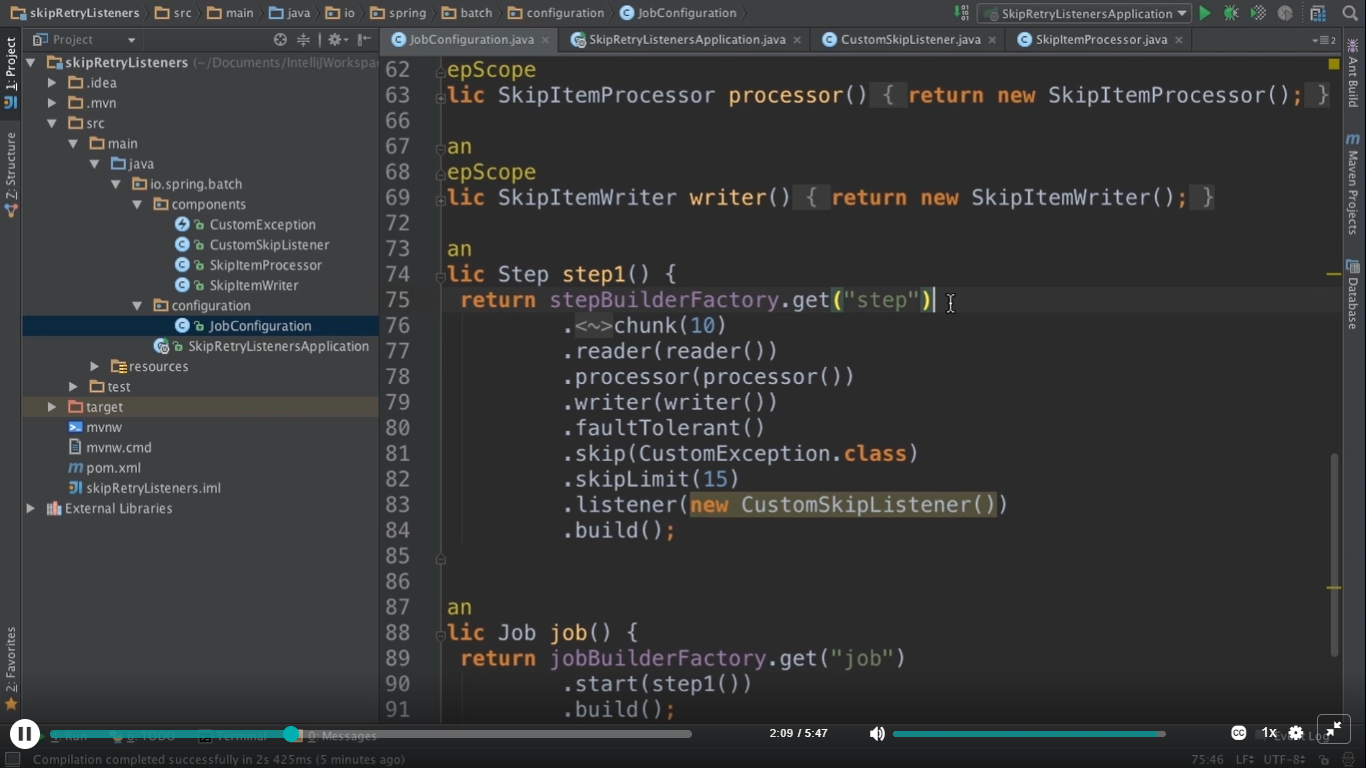 skipRetryListeners src main java io spring batch configuration JobConfiguration SkipRetryListenersApplication
Project
JobConfiguration.java SkipRetryListenersApplication.java CustomSkipListener.java SkipItemProcessor.java
1: Project
Z: Structure
2: Favorites
skipRetryListeners (~/Documents/IntelliJWorkspa
.idea
.mvn
src
main
java
io.spring.batch
components
CustomException
CustomSkipListener
SkipItemProcessor
SkipItemWriter
configuration
JobConfiguration
SkipRetryListenersApplication
resources
test
target
mvnw
mvnw.cmd
pom.xml
skipRetryListeners.iml
External Libraries
62 epScope
63 lic SkipItemProcessor processor() { return new SkipItemProcessor(); }
66
67 an
68 epScope
69 lic SkipItemWriter writer() { return new SkipItemWriter(); }
72
73 an
74 lic Step step1() {
75 return stepBuilderFactory.get("step")
76 .<~>chunk(10)
77 .reader(reader())
78 .processor(processor())
79 .writer(writer())
80 .faultTolerant()
81 .skip(CustomException.class)
82 .skipLimit(15)
83 .listener(new CustomSkipListener())
84 .build();
85
86
87 an
88 lic Job job() {
89 return jobBuilderFactory.get("job")
90 .start(step1())
91 .build();
Ant Build
Maven Projects
Database
Run TODO Terminal 0: Messages
2:09 / 5:47
CC 1x
Log
Compilation completed successfully in 2s 425ms (5 minutes ago)
75:46 LF UTF-8